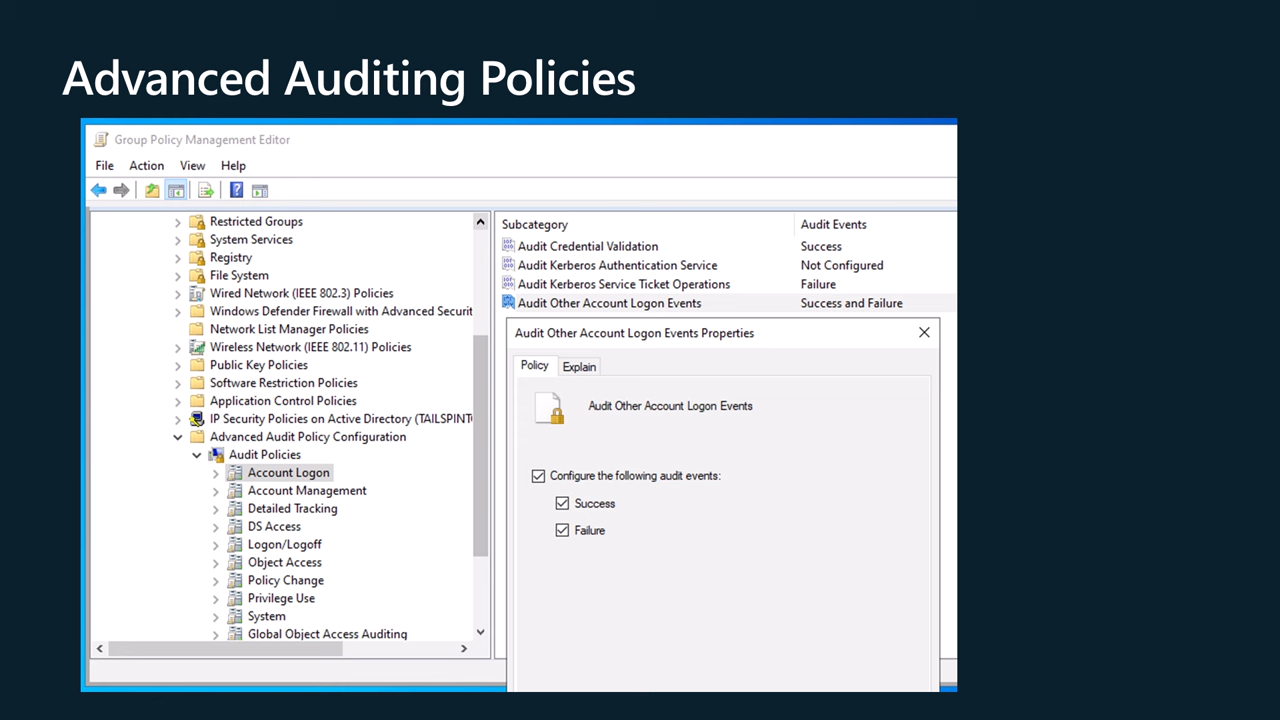 Advanced Auditing Policies
Group Policy Management Editor
File Action View Help
Restricted Groups
System Services
Registry
File System
Wired Network (IEEE 802.3) Policies
Windows Defender Firewall with Advanced Securit
Network List Manager Policies
Wireless Network (IEEE 802.11) Policies
Public Key Policies
Software Restriction Policies
Application Control Policies
IP Security Policies on Active Directory (TAILSPINT
Advanced Audit Policy Configuration
Audit Policies
Account Logon
Account Management
Detailed Tracking
DS Access
Logon/Logoff
Object Access
Policy Change
Privilege Use
System
Global Object Access Auditing
Subcategory Audit Events
Audit Credential Validation Success
Audit Kerberos Authentication Service Not Configured
Audit Kerberos Service Ticket Operations Failure
Audit Other Account Logon Events Success and Failure
Audit Other Account Logon Events Properties
Policy Explain
Audit Other Account Logon Events
Configure the following audit events:
Success
Failure